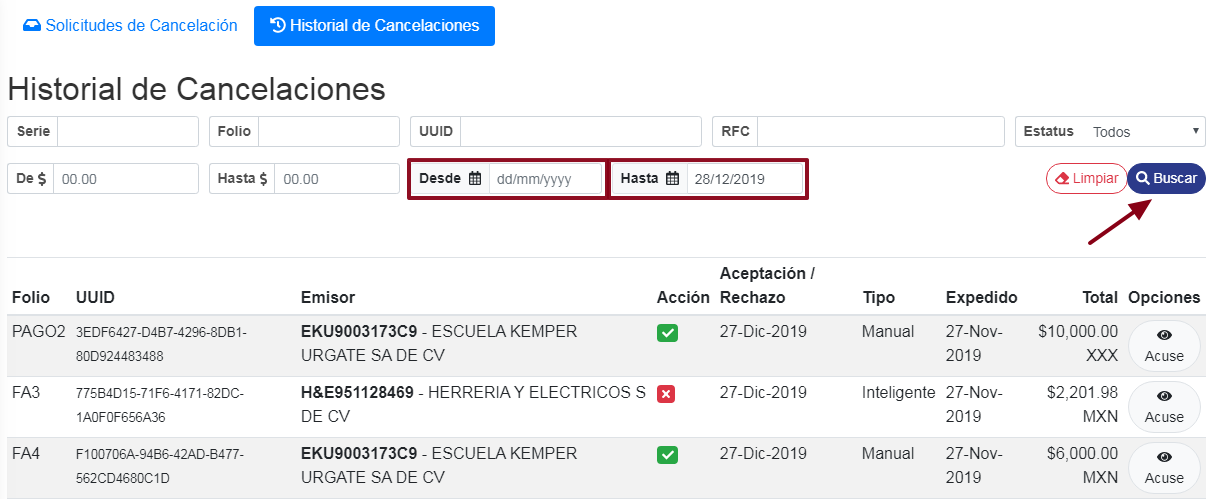 Solicitudes de Cancelación Historial de Cancelaciones
Historial de Cancelaciones
Serie Folio UUID RFC Estatus Todos
De $ 00.00 Hasta $ 00.00 Desde dd/mm/yyyy Hasta 28/12/2019 Limpiar Buscar
Aceptación /
Folio UUID Emisor Acción Rechazo Tipo Expedido Total Opciones
PAGO2 3EDF6427-D4B7-4296-8DB1- EKU9003173C9 - ESCUELA KEMPER 27-Dic-2019 Manual 27-Nov- $10,000.00
80D924483488 URGATE SA DE CV 2019 XXX Acuse
FA3 775B4D15-71F6-4171-82DC- H&E951128469 - HERRERIA Y ELECTRICOS S 27-Dic-2019 Inteligente 27-Nov- $2,201.98
1A0F0F656A36 DE CV 2019 MXN Acuse
FA4 F100706A-94B6-42AD-B477- EKU9003173C9 - ESCUELA KEMPER 27-Dic-2019 Manual 27-Nov- $6,000.00
562CD4680C1D URGATE SA DE CV 2019 MXN Acuse